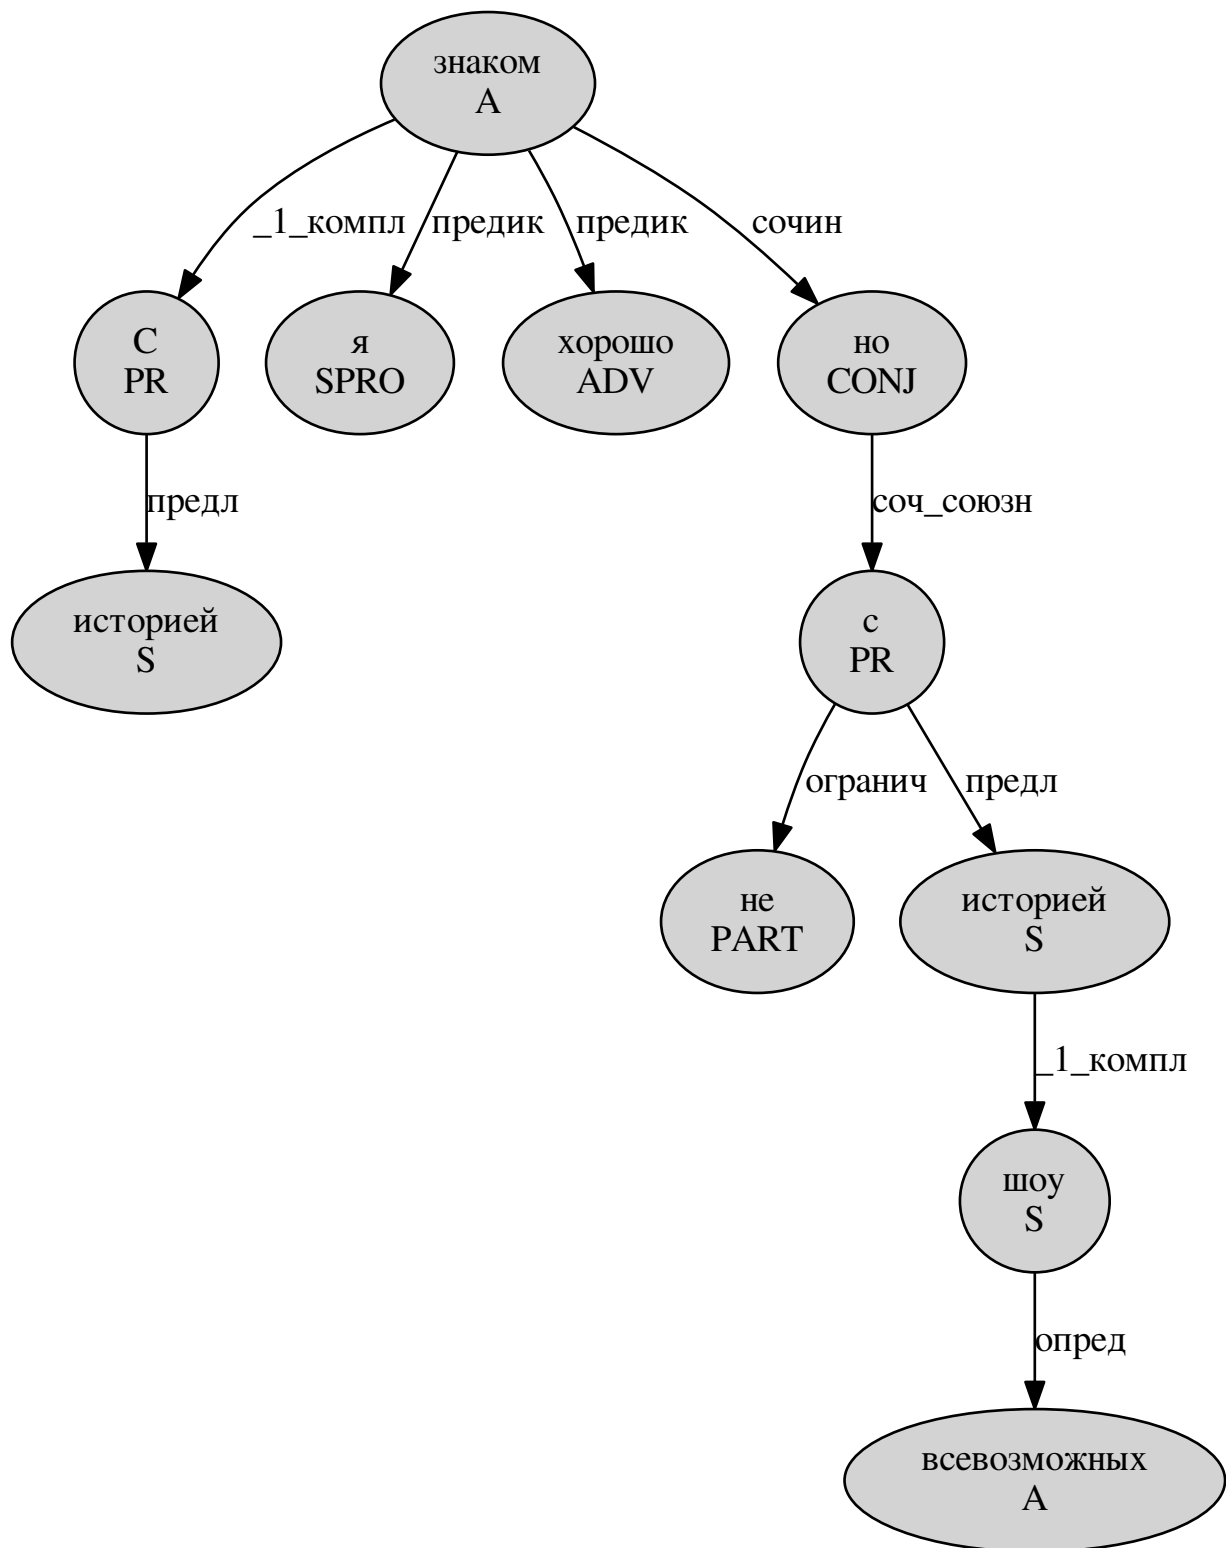 знаком
A
_1_компл
предик
предик
сочин
С
PR
я
SPRO
хорошо
ADV
но
CONJ
предл
соч_союзн
историей
S
с
PR
огранич
предл
не
PART
историей
S
_1_компл
шоу
S
опред
всевозможных
A